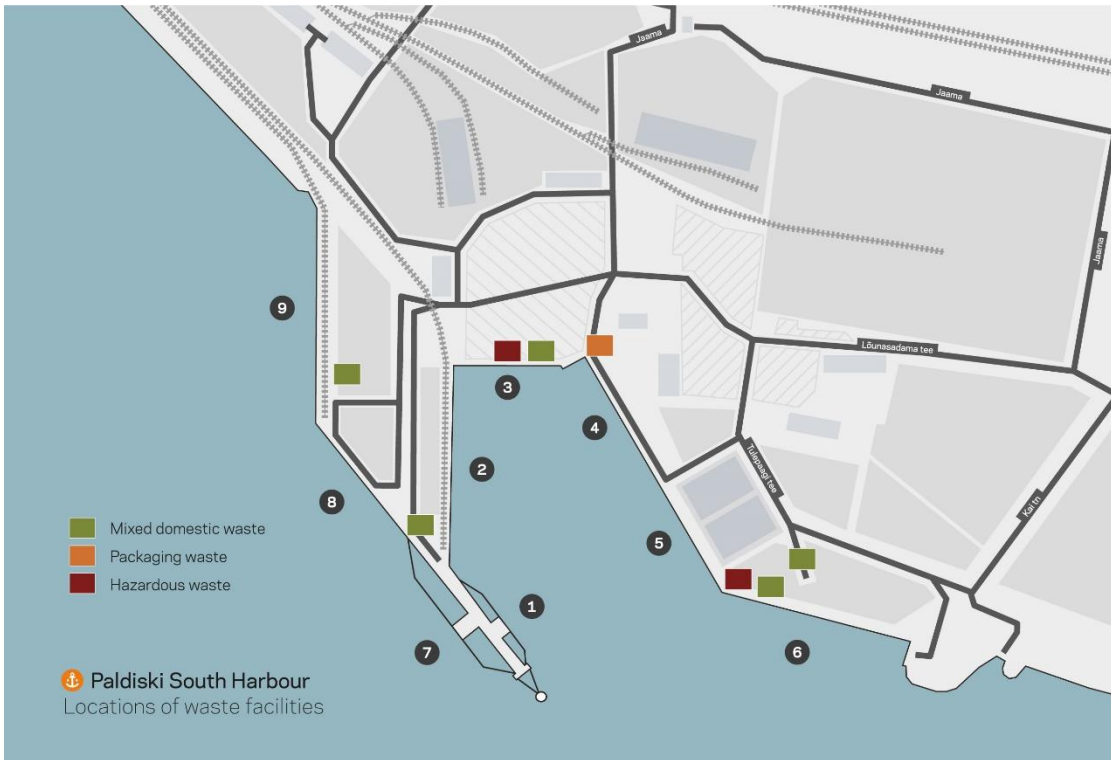 Jaama
Jaama
Jaama
Lõunasadama tee
Tulepaagi tee
Kai tn
9
3
4
2
8
5
1
7
6
Mixed domestic waste
Packaging waste
Hazardous waste
Paldiski South Harbour
Locations of waste facilities